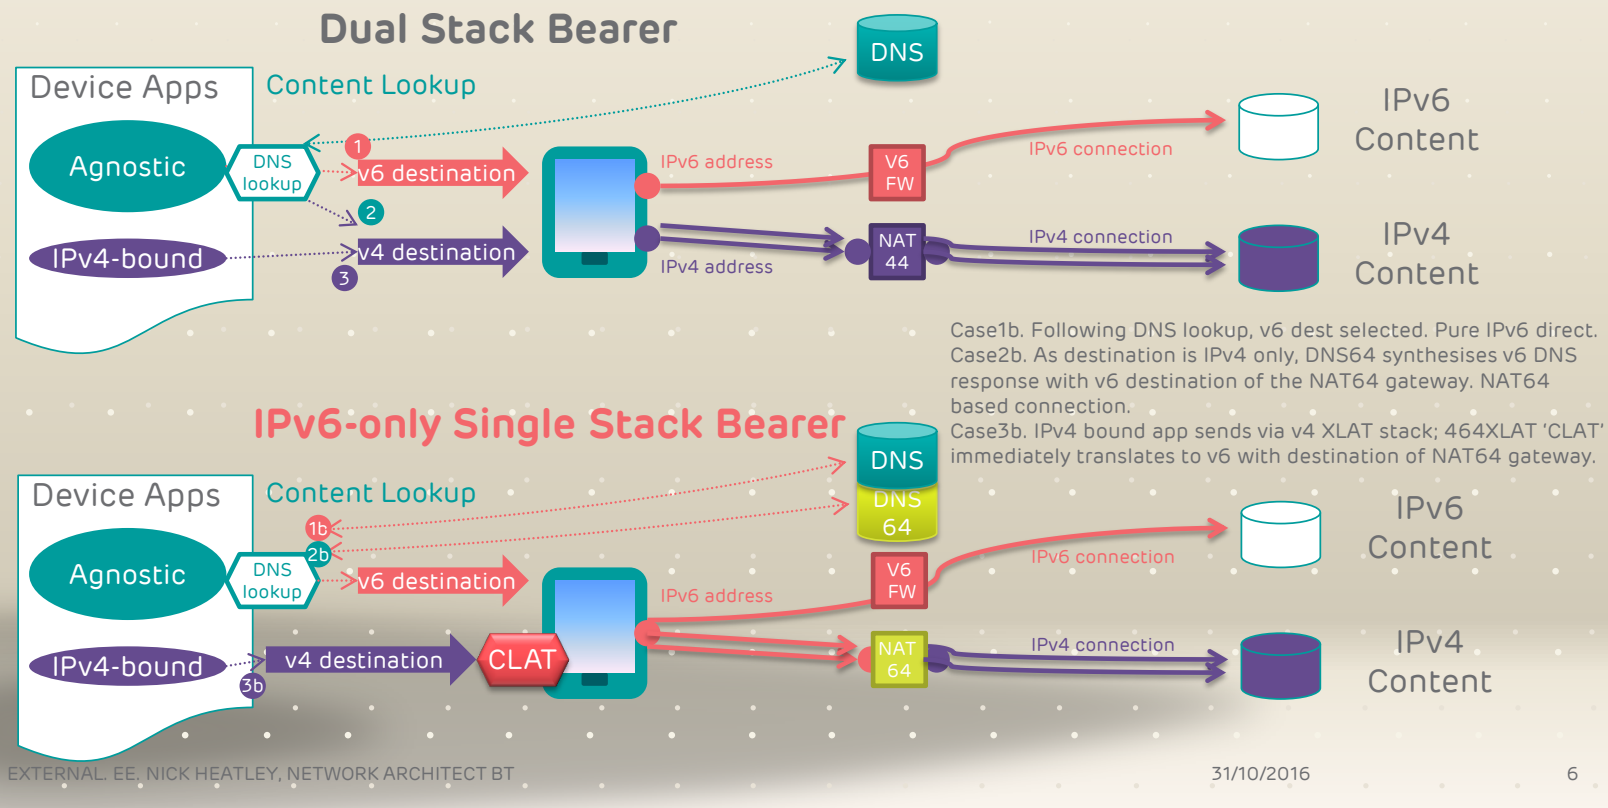 Dual Stack Bearer
DNS
Device Apps
Content Lookup
Agnostic
DNS
lookup
1
v6 destination
2
IPv4-bound
v4 destination
3
IPv6 address
IPv4 address
V6
FW
NAT
44
IPv6 connection
IPv4 connection
IPv6
Content
IPv4
Content
Case1b. Following DNS lookup, v6 dest selected. Pure IPv6 direct.
Case2b. As destination is IPv4 only, DNS64 synthesises v6 DNS
response with v6 destination of the NAT64 gateway. NAT64
based connection.
Case3b. IPv4 bound app sends via v4 XLAT stack; 464XLAT ‘CLAT’
immediately translates to v6 with destination of NAT64 gateway.
IPv6-only Single Stack Bearer
DNS
DNS
64
Device Apps
Content Lookup
1b
2b
Agnostic
DNS
lookup
v6 destination
IPv4-bound
v4 destination
3b
CLAT
IPv6 address
V6
FW
NAT
64
IPv6 connection
IPv4 connection
IPv6
Content
IPv4
Content
EXTERNAL. EE. NICK HEATLEY, NETWORK ARCHITECT BT
31/10/2016
6